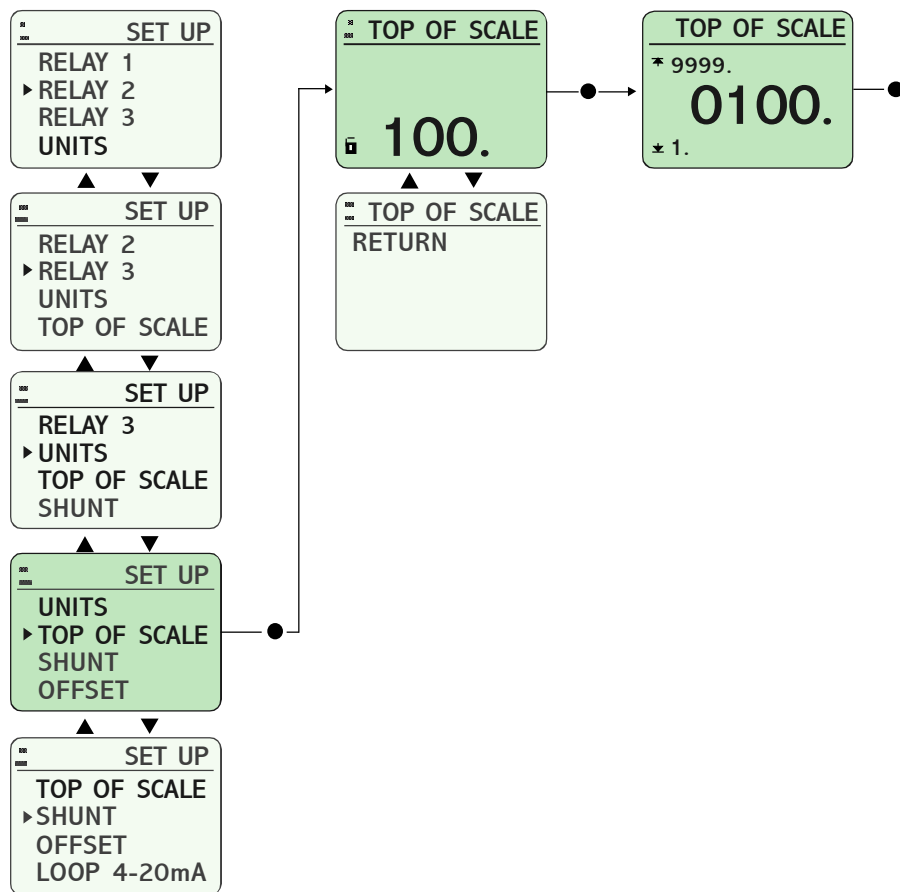 SET UP
RELAY 1
RELAY 2
RELAY 3
UNITS
SET UP
RELAY 2
RELAY 3
UNITS
TOP OF SCALE
SET UP
RELAY 3
UNITS
TOP OF SCALE
SHUNT
SET UP
UNITS
TOP OF SCALE
SHUNT
OFFSET
SET UP
TOP OF SCALE
SHUNT
OFFSET
LOOP 4-20mA
TOP OF SCALE
100.
TOP OF SCALE
RETURN
TOP OF SCALE
9999.
0100.
1.